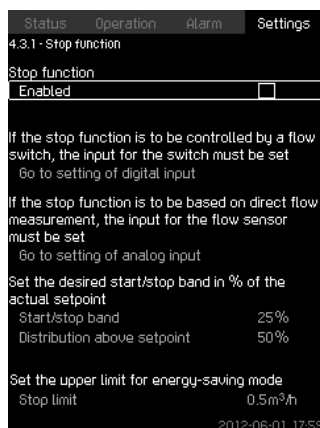 Status Operation Alarm Settings
4.3.1 - Stop function
Stop function
Enabled
If the stop function is to be controlled by a flow
switch, the input for the switch must be set
Go to setting of digital input
If the stop function is to be based on direct flow
measurement, the input for the flow sensor
must be set
Go to setting of analog input
Set the desired start/stop band in % of the
actual setpoint
Start/stop band 25%
Distribution above setpoint 50%
Set the upper limit for energy-saving mode
Stop limit 0.5m³/h
2012-06-01 17:59